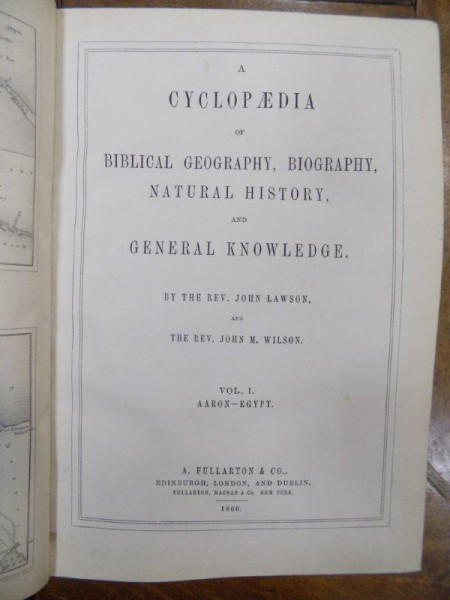 A
CYCLOPÆDIA
OF
BIBLICAL GEOGRAPHY, BIOGRAPHY,
NATURAL HISTORY,
AND
GENERAL KNOWLEDGE.
BY THE REV. JOHN LAWSON,
AND
THE REV. JOHN M. WILSON.
VOL. I.
AARON—EGYPT.
A. FULLARTON & CO.,
EDINBURGH, LONDON, AND DUBLIN.
FULLARTON, MACNAB & Co. NEW YORK.
1866.